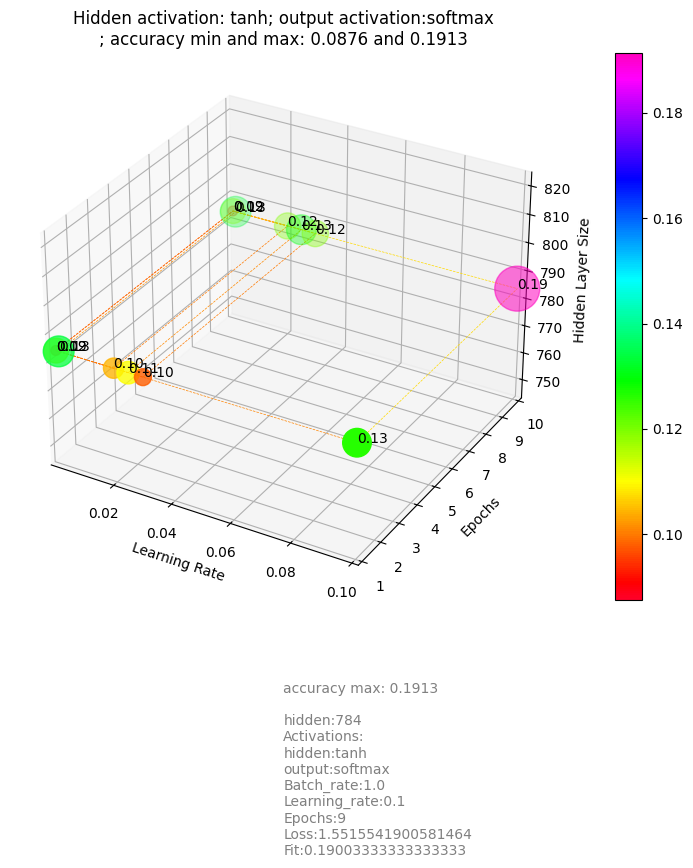 Hidden activation: tanh; output activation:softmax
; accuracy min and max: 0.0876 and 0.1913
0.12
0.13
0.12
0.19
0.10
0.11
0.10
0.13
820
810
800
790
780
770
760
750
Hidden Layer Size
0.02
0.04
0.06
0.08
0.10
Learning Rate
1
2
3
4
5
6
7
8
9
10
Epochs
0.18
0.16
0.14
0.12
0.10
accuracy max: 0.1913
hidden:784
Activations:
hidden:tanh
output:softmax
Batch_rate:1.0
Learning_rate:0.1
Epochs:9
Loss:1.5515541900581464
Fit:0.19003333333333333